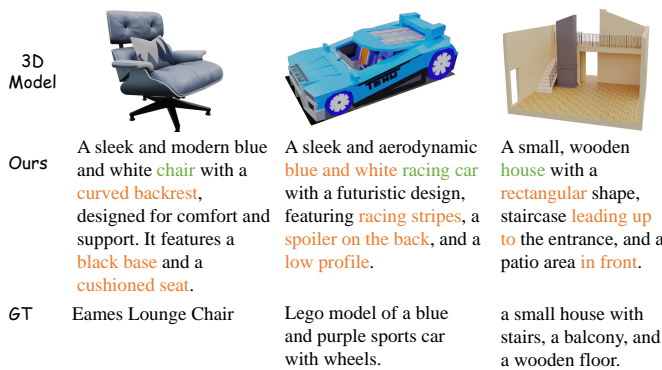 3D
Model
TEKO
Ours
A sleek and modern blue
and white chair with a
curved backrest,
designed for comfort and
support. It features a
black base and a
cushioned seat.
A sleek and aerodynamic
blue and white racing car
with a futuristic design,
featuring racing stripes, a
spoiler on the back, and a
low profile.
A small, wooden
house with a
rectangular shape,
staircase leading up
to the entrance, and a
patio area in front.
GT
Eames Lounge Chair
Lego model of a blue
and purple sports car
with wheels.
a small house with
stairs, a balcony, and
a wooden floor.